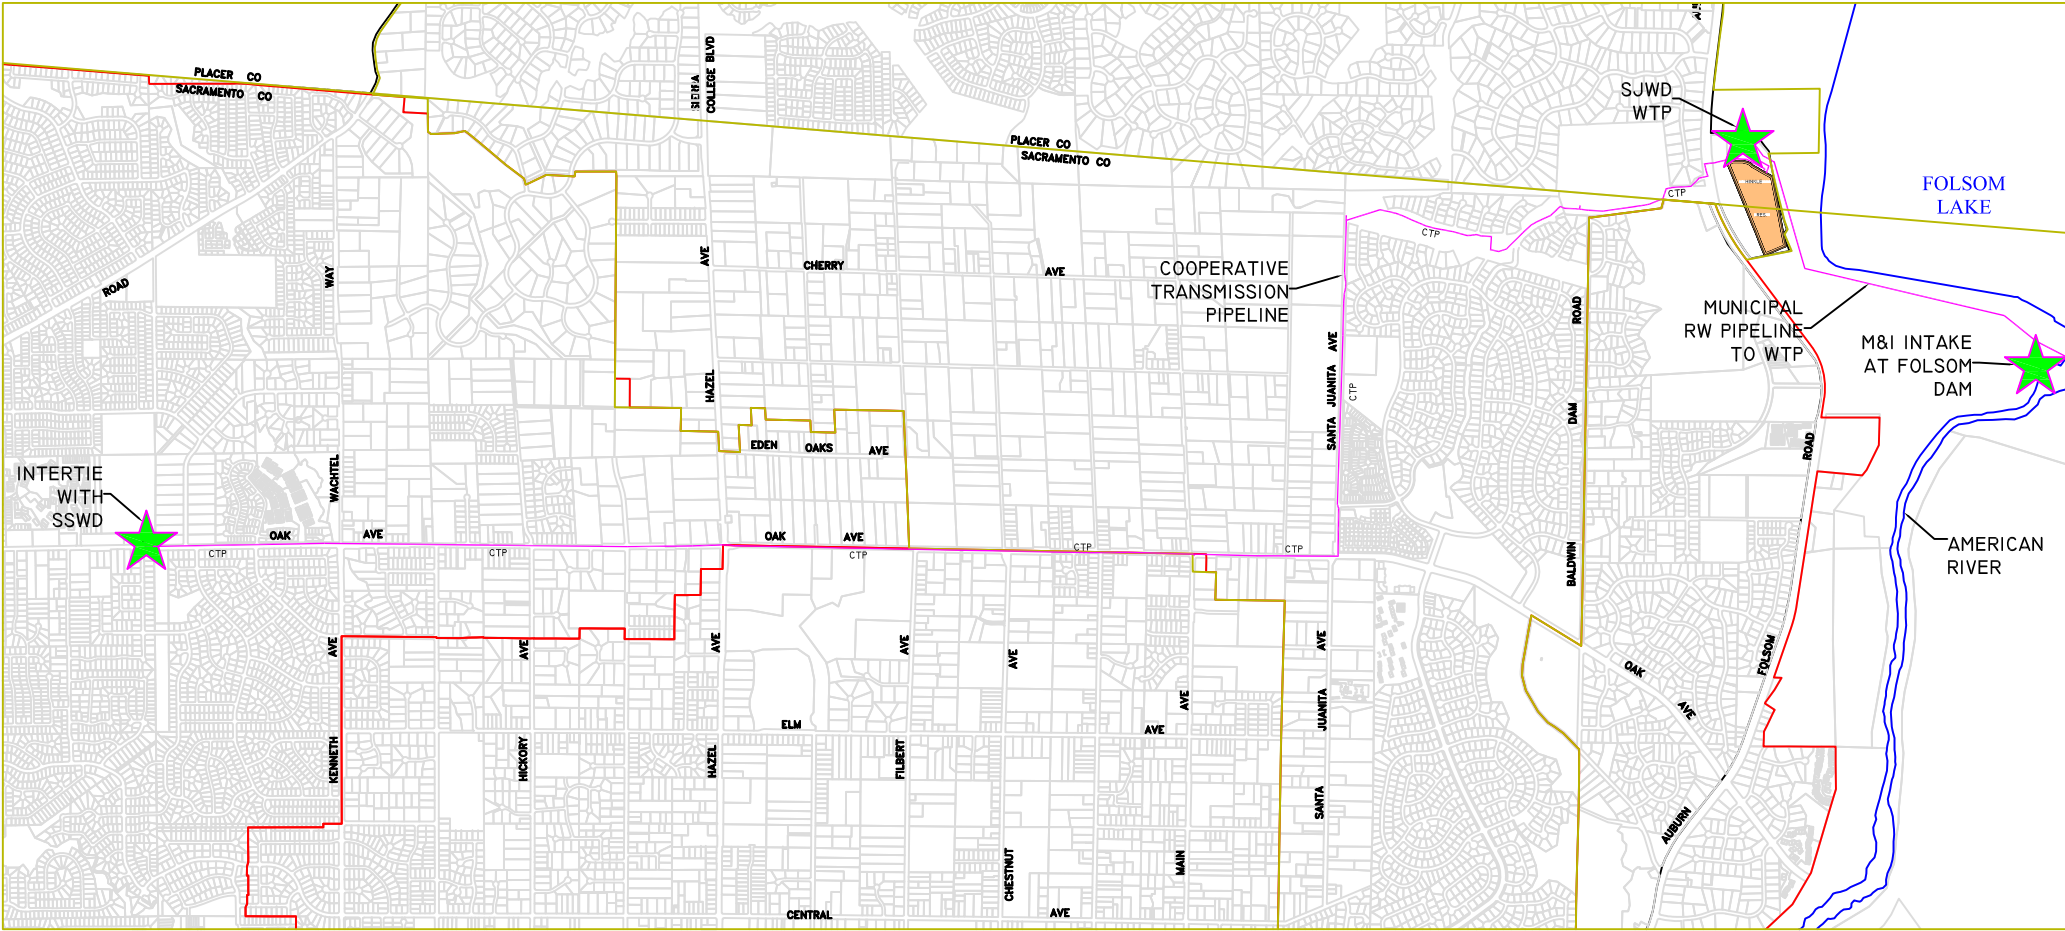 PLACER CO
SACRAMENTO CO
SIERRA
COLLEGE BLVD
PLACER CO
SACRAMENTO CO
SJWD
WTP
CTP
HINKLE
RES.
FOLSOM
LAKE
ROAD
WAY
AVE
CHERRY AVE
COOPERATIVE
TRANSMISSION
PIPELINE
CTP
ROAD
MUNICIPAL
RW PIPELINE
TO WTP
M&I INTAKE
AT FOLSOM
DAM
HAZEL
SANTA JUANITA AVE
CTP
DAM
ROAD
EDEN OAKS AVE
INTERTIE
WITH
SSWD
WACHTEL
OAK AVE
OAK AVE
CTP
CTP
CTP
CTP
CTP
BALDWIN
AMERICAN
RIVER
AVE
AVE
AVE
AVE
AVE
AVE
AVE
OAK AVE
FOLSOM
ELM AVE
JUANITA
KENNETH
HICKORY
HAZEL
FILBERT
SANTA
AUBURN
CHESTNUT
MAIN
CENTRAL AVE